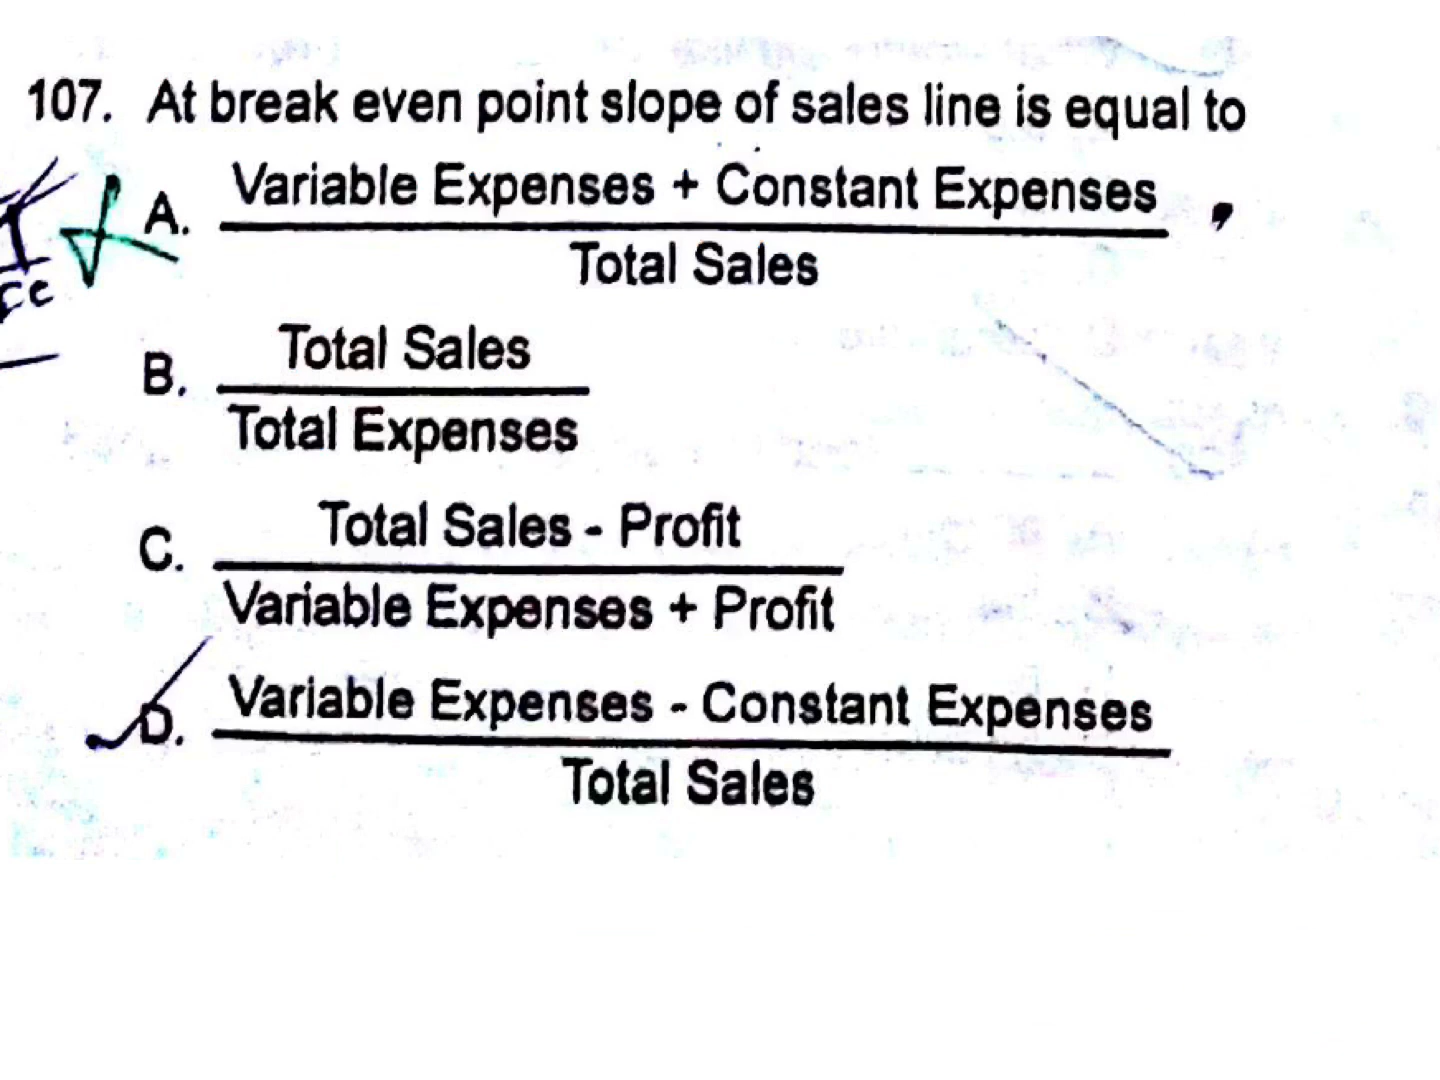 107. At break even point slope of sales line is equal to
A. Variable Expenses + Constant Expenses
Total Sales
B. Total Sales
Total Expenses
C. Total Sales - Profit
Variable Expenses + Profit
D. Variable Expenses - Constant Expenses
Total Sales